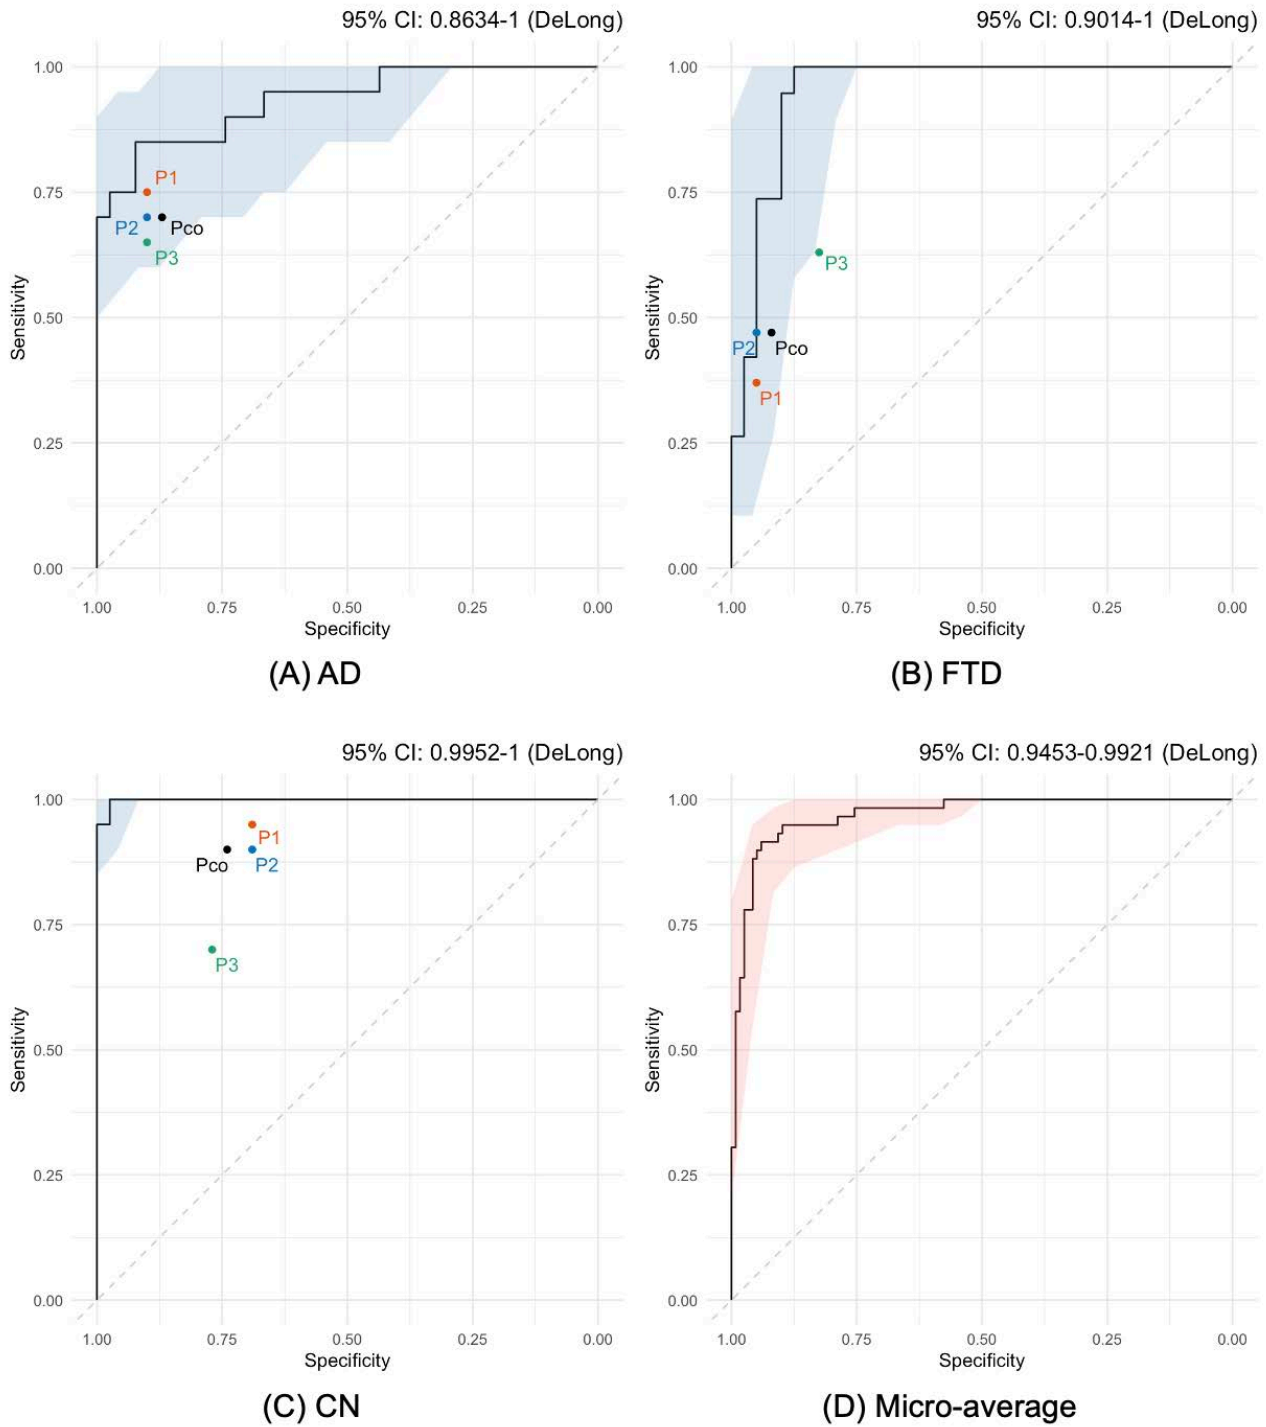 95% CI: 0.8634-1 (DeLong)
1.00
0.75
0.50
0.25
0.00
Sensitivity
P1
P2
Pco
P3
1.00 0.75 0.50 0.25 0.00
Specificity
(A) AD
95% CI: 0.9014-1 (DeLong)
1.00
0.75
0.50
0.25
0.00
Sensitivity
P3
P2
Pco
P1
1.00 0.75 0.50 0.25 0.00
Specificity
(B) FTD
95% CI: 0.9952-1 (DeLong)
1.00
0.75
0.50
0.25
0.00
Sensitivity
P1
Pco
P2
P3
1.00 0.75 0.50 0.25 0.00
Specificity
(C) CN
95% CI: 0.9453-0.9921 (DeLong)
1.00
0.75
0.50
0.25
0.00
Sensitivity
1.00 0.75 0.50 0.25 0.00
Specificity
(D) Micro-average